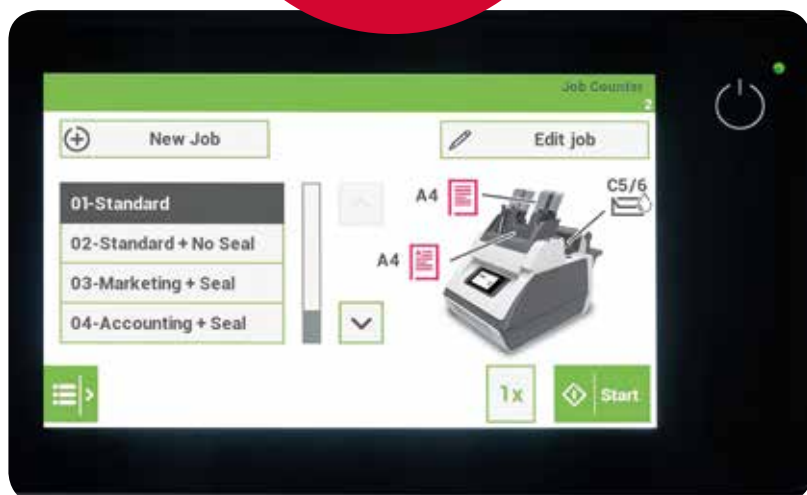 Job Counter
2
New Job
Edit job
01-Standard
02-Standard + No Seal
03-Marketing + Seal
04-Accounting + Seal
A4
C5/6
A4
1x
Start